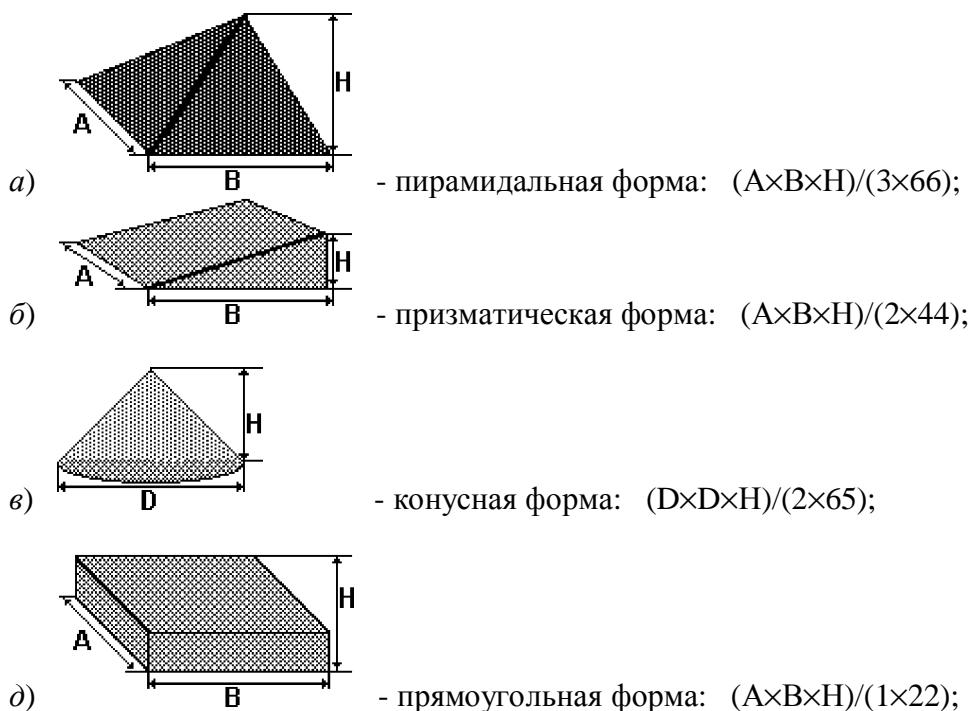 H
A
B
а) - пирамидальная форма: (A×B×H)/(3×66);
H
A
B
б) - призматическая форма: (A×B×H)/(2×44);
H
D
в) - конусная форма: (D×D×H)/(2×65);
H
A
B
д) - прямоугольная форма: (A×B×H)/(1×22);